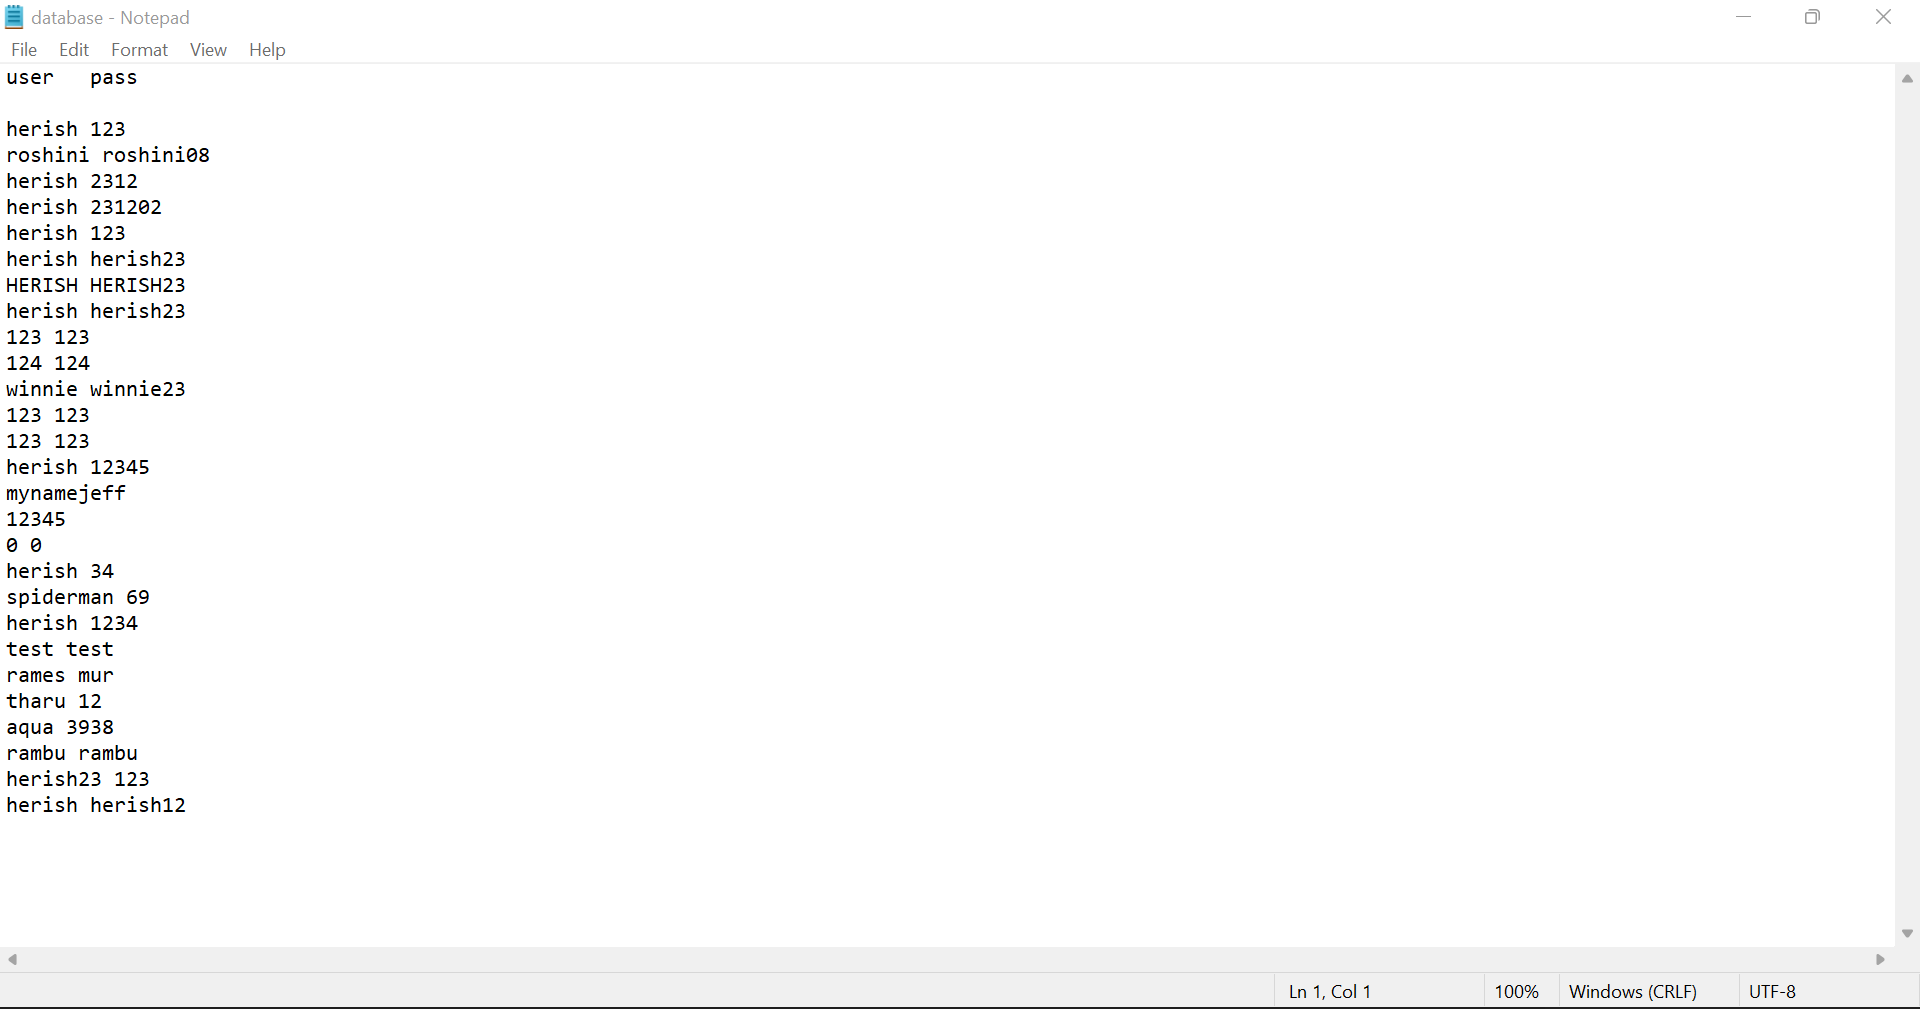 database - Notepad
File Edit Format View Help
user   pass

herish 123
roshini roshini08
herish 2312
herish 231202
herish 123
herish herish23
HERISH HERISH23
herish herish23
123 123
124 124
winnie winnie23
123 123
123 123
herish 12345
mynamejeff
12345
0 0
herish 34
spiderman 69
herish 1234
test test
rames mur
tharu 12
aqua 3938
rambu rambu
herish23 123
herish herish12
Ln 1, Col 1 100% Windows (CRLF) UTF-8